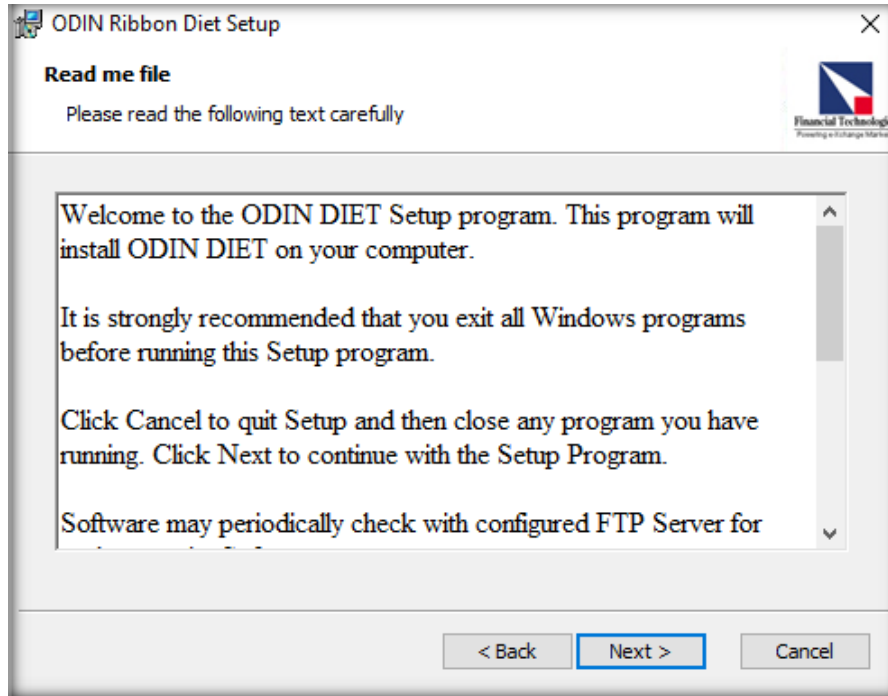 ODIN Ribbon Diet Setup
Read me file
Please read the following text carefully
Financial Technologi
Powering e-Xchange Marke
Welcome to the ODIN DIET Setup program. This program will
install ODIN DIET on your computer.
It is strongly recommended that you exit all Windows programs
before running this Setup program.
Click Cancel to quit Setup and then close any program you have
running. Click Next to continue with the Setup Program.
Software may periodically check with configured FTP Server for
< Back
Next >
Cancel